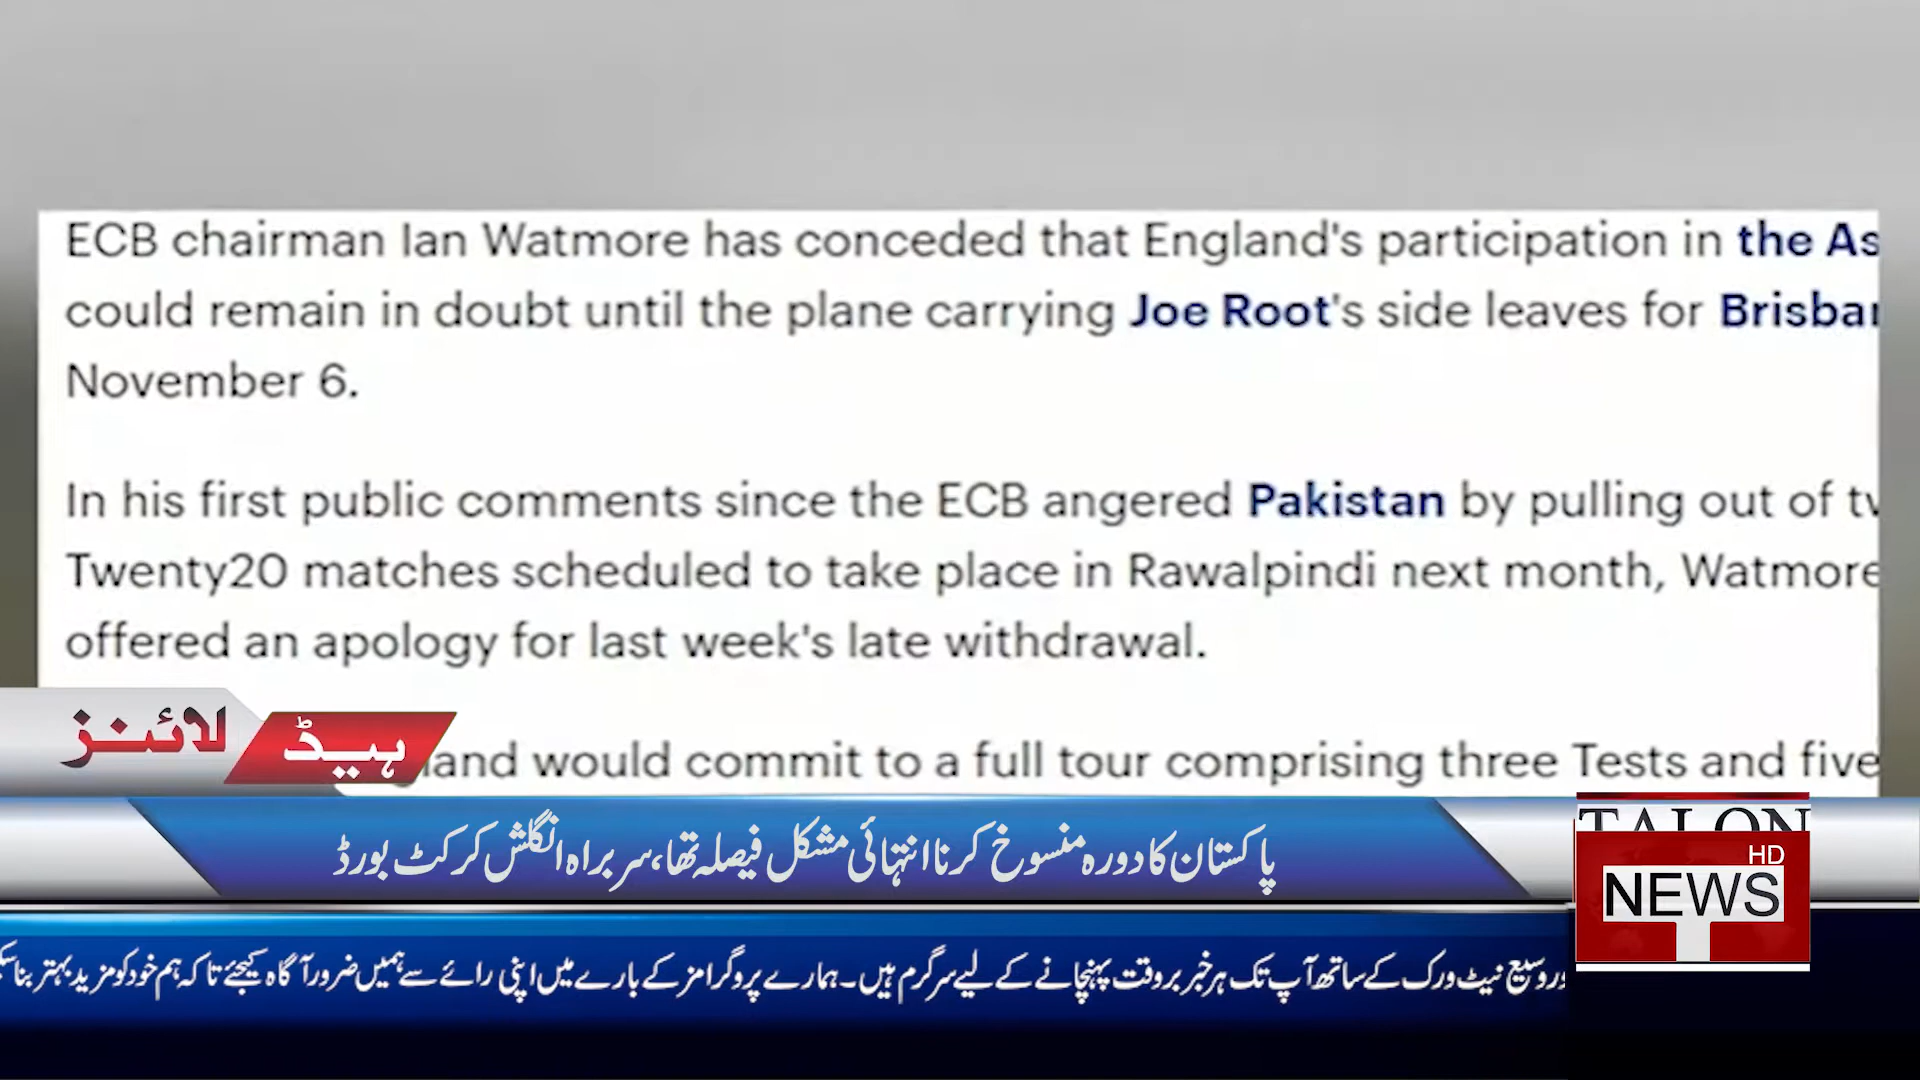 ECB chairman Ian Watmore has conceded that England's participation in the As
could remain in doubt until the plane carrying Joe Root's side leaves for Brisba
November 6.
In his first public comments since the ECB angered Pakistan by pulling out of tw
Twenty20 matches scheduled to take place in Rawalpindi next month, Watmore
offered an apology for last week's late withdrawal.
land would commit to a full tour comprising three Tests and five
ہیڈ لائنز
پاکستان کا دورہ منسوخ کرنا انتہائی مشکل فیصلہ تھا، سربراہ انگلش کرکٹ بورڈ
TALON
HD
NEWS
ور وسیع نیٹ ورک کے ساتھ آپ تک ہر خبر بروقت پہنچانے کے لیے سرگرم ہیں۔ ہمارے پروگرامز کے بارے میں اپنی رائے سے ہمیں ضرور آگاہ کیجئے تاکہ ہم خود کو مزید بہتر بنا